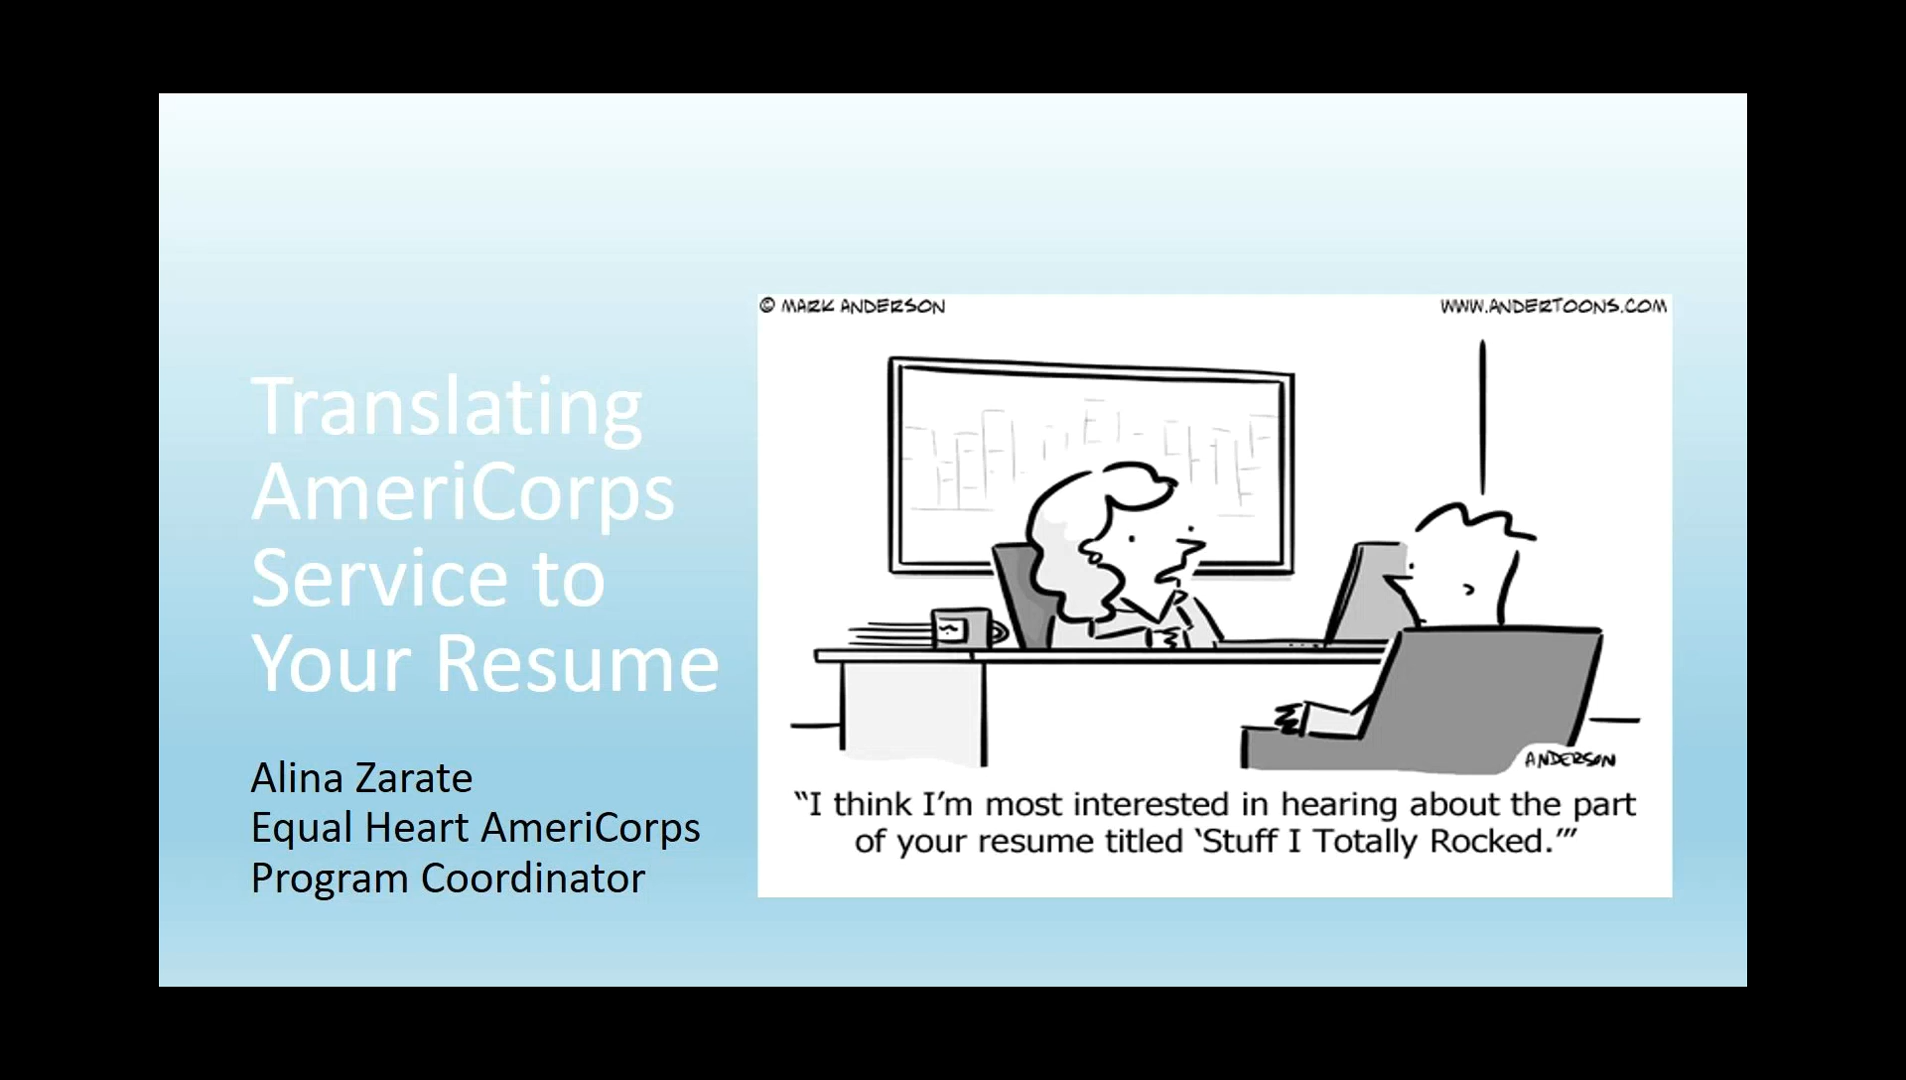 Translating
AmeriCorps
Service to
Your Resume
Alina Zarate
Equal Heart AmeriCorps
Program Coordinator
© MARK ANDERSON
WWW.ANDERTOONS.COM
ANDERSON
“I think I’m most interested in hearing about the part
of your resume titled ‘Stuff I Totally Rocked.’”